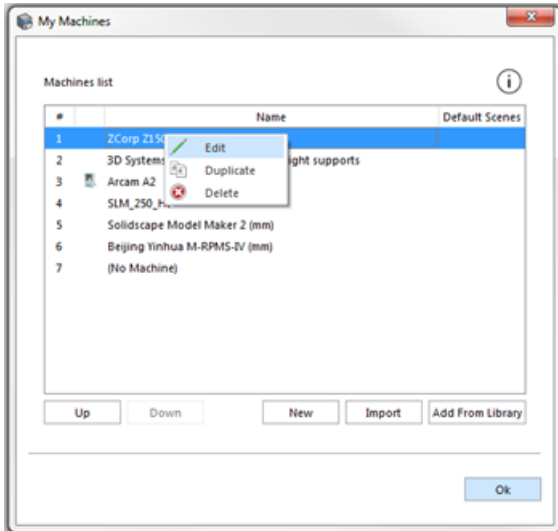 My Machines
Machines list
# Name Default Scenes
1 ZCorp Z150
2 3D Systems ight supports
3 Arcam A2
4 SLM_250_H
5 Solidscape Model Maker 2 (mm)
6 Beijing Yinhua M-RPMS-IV (mm)
7 (No Machine)
Edit
Duplicate
Delete
Up Down New Import Add From Library
Ok